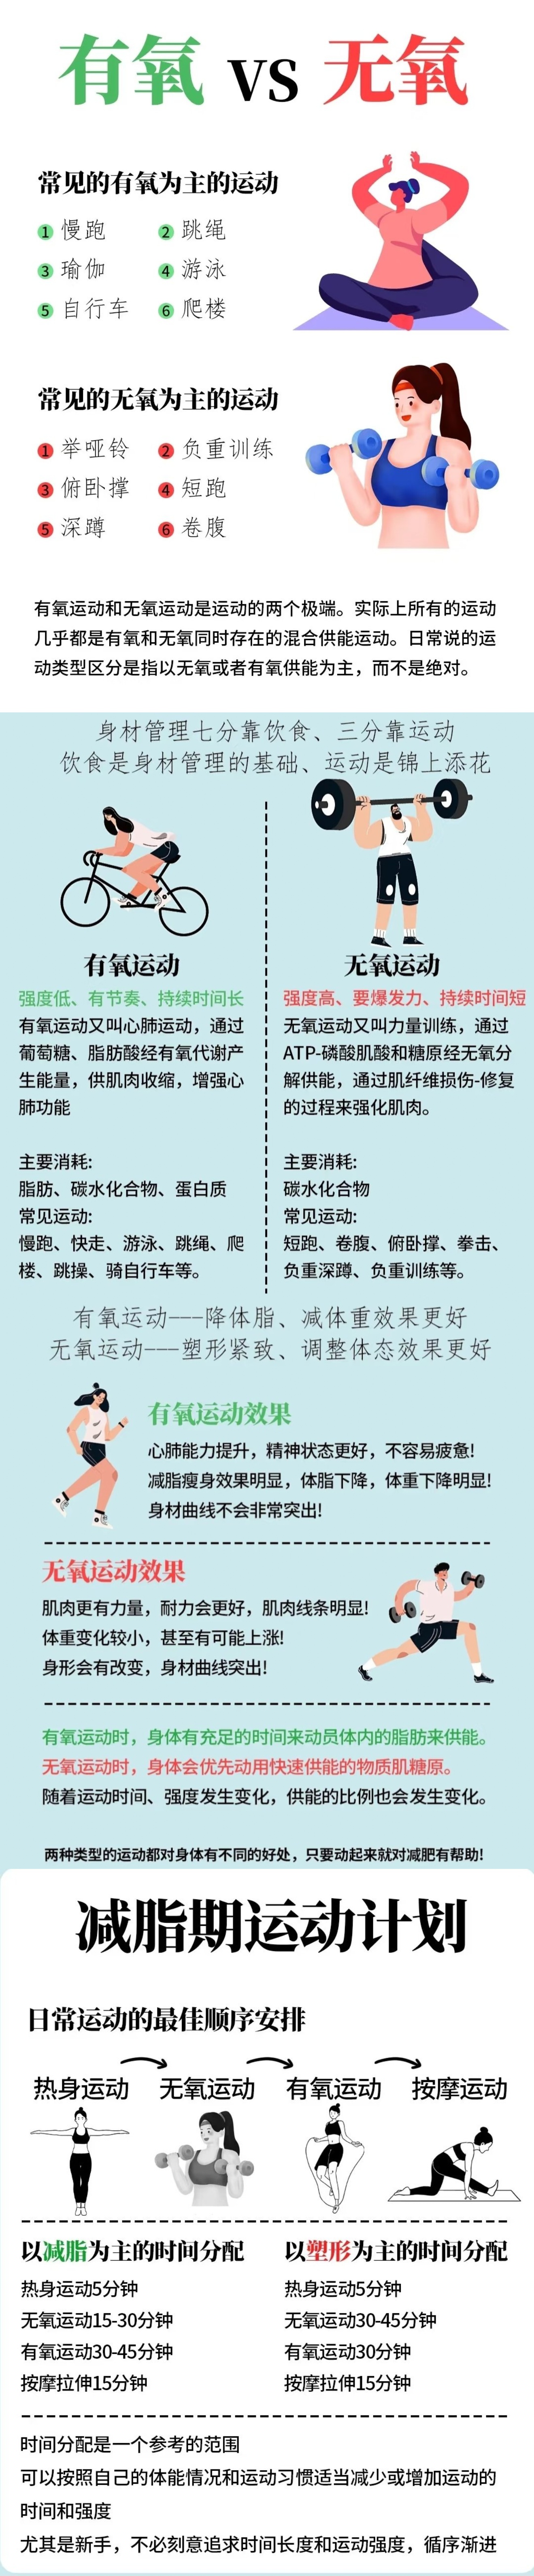 有氧 VS 无氧
常见的有氧为主的运动
1 慢跑 2 跳绳
3 瑜伽 4 游泳
5 自行车 6 爬楼
常见的无氧为主的运动
1 举哑铃 2 负重训练
3 俯卧撑 4 短跑
5 深蹲 6 卷腹
有氧运动和无氧运动是运动的两个极端。实际上所有的运动
几乎都是有氧和无氧同时存在的混合供能运动。日常说的运
动类型区分是指以无氧或者有氧供能为主，而不是绝对。
身材管理七分靠饮食、三分靠运动
饮食是身材管理的基础、运动是锦上添花
有氧运动
强度低、有节奏、持续时间长
有氧运动又叫心肺运动，通过
葡萄糖、脂肪酸经有氧代谢产
生能量，供肌肉收缩，增强心
肺功能
主要消耗:
脂肪、碳水化合物、蛋白质
常见运动:
慢跑、快走、游泳、跳绳、爬
楼、跳操、骑自行车等。
无氧运动
强度高、要爆发力、持续时间短
无氧运动又叫力量训练，通过
ATP-磷酸肌酸和糖原经无氧分
解供能，通过肌纤维损伤-修复
的过程来强化肌肉。
主要消耗:
碳水化合物
常见运动:
短跑、卷腹、俯卧撑、拳击、
负重深蹲、负重训练等。
有氧运动---降体脂、减体重效果更好
无氧运动---塑形紧致、调整体态效果更好
有氧运动效果
心肺能力提升，精神状态更好，不容易疲惫!
减脂瘦身效果明显，体脂下降，体重下降明显!
身材曲线不会非常突出!
无氧运动效果
肌肉更有力量，耐力会更好，肌肉线条明显!
体重变化较小，甚至有可能上涨!
身形会有改变，身材曲线突出!
有氧运动时，身体有充足的时间来动员体内的脂肪来供能。
无氧运动时，身体会优先动用快速供能的物质肌糖原。
随着运动时间、强度发生变化，供能的比例也会发生变化。
两种类型的运动都对身体有不同的好处，只要动起来就对减肥有帮助!
减脂期运动计划
日常运动的最佳顺序安排
热身运动 无氧运动 有氧运动 按摩运动
以减脂为主的时间分配
热身运动5分钟
无氧运动15-30分钟
有氧运动30-45分钟
按摩拉伸15分钟
以塑形为主的时间分配
热身运动5分钟
无氧运动30-45分钟
有氧运动30分钟
按摩拉伸15分钟
时间分配是一个参考的范围
可以按照自己的体能情况和运动习惯适当减少或增加运动的
时间和强度
尤其是新手，不必刻意追求时间长度和运动强度，循序渐进